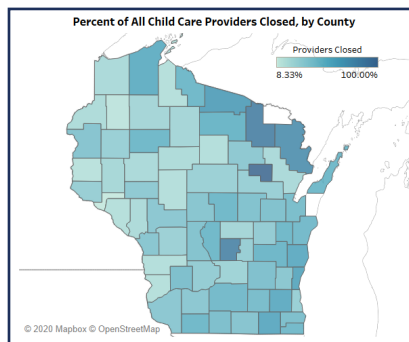 Percent of All Child Care Providers Closed, by County
Providers Closed
8.33% 100.00%
© 2020 Mapbox © OpenStreetMap